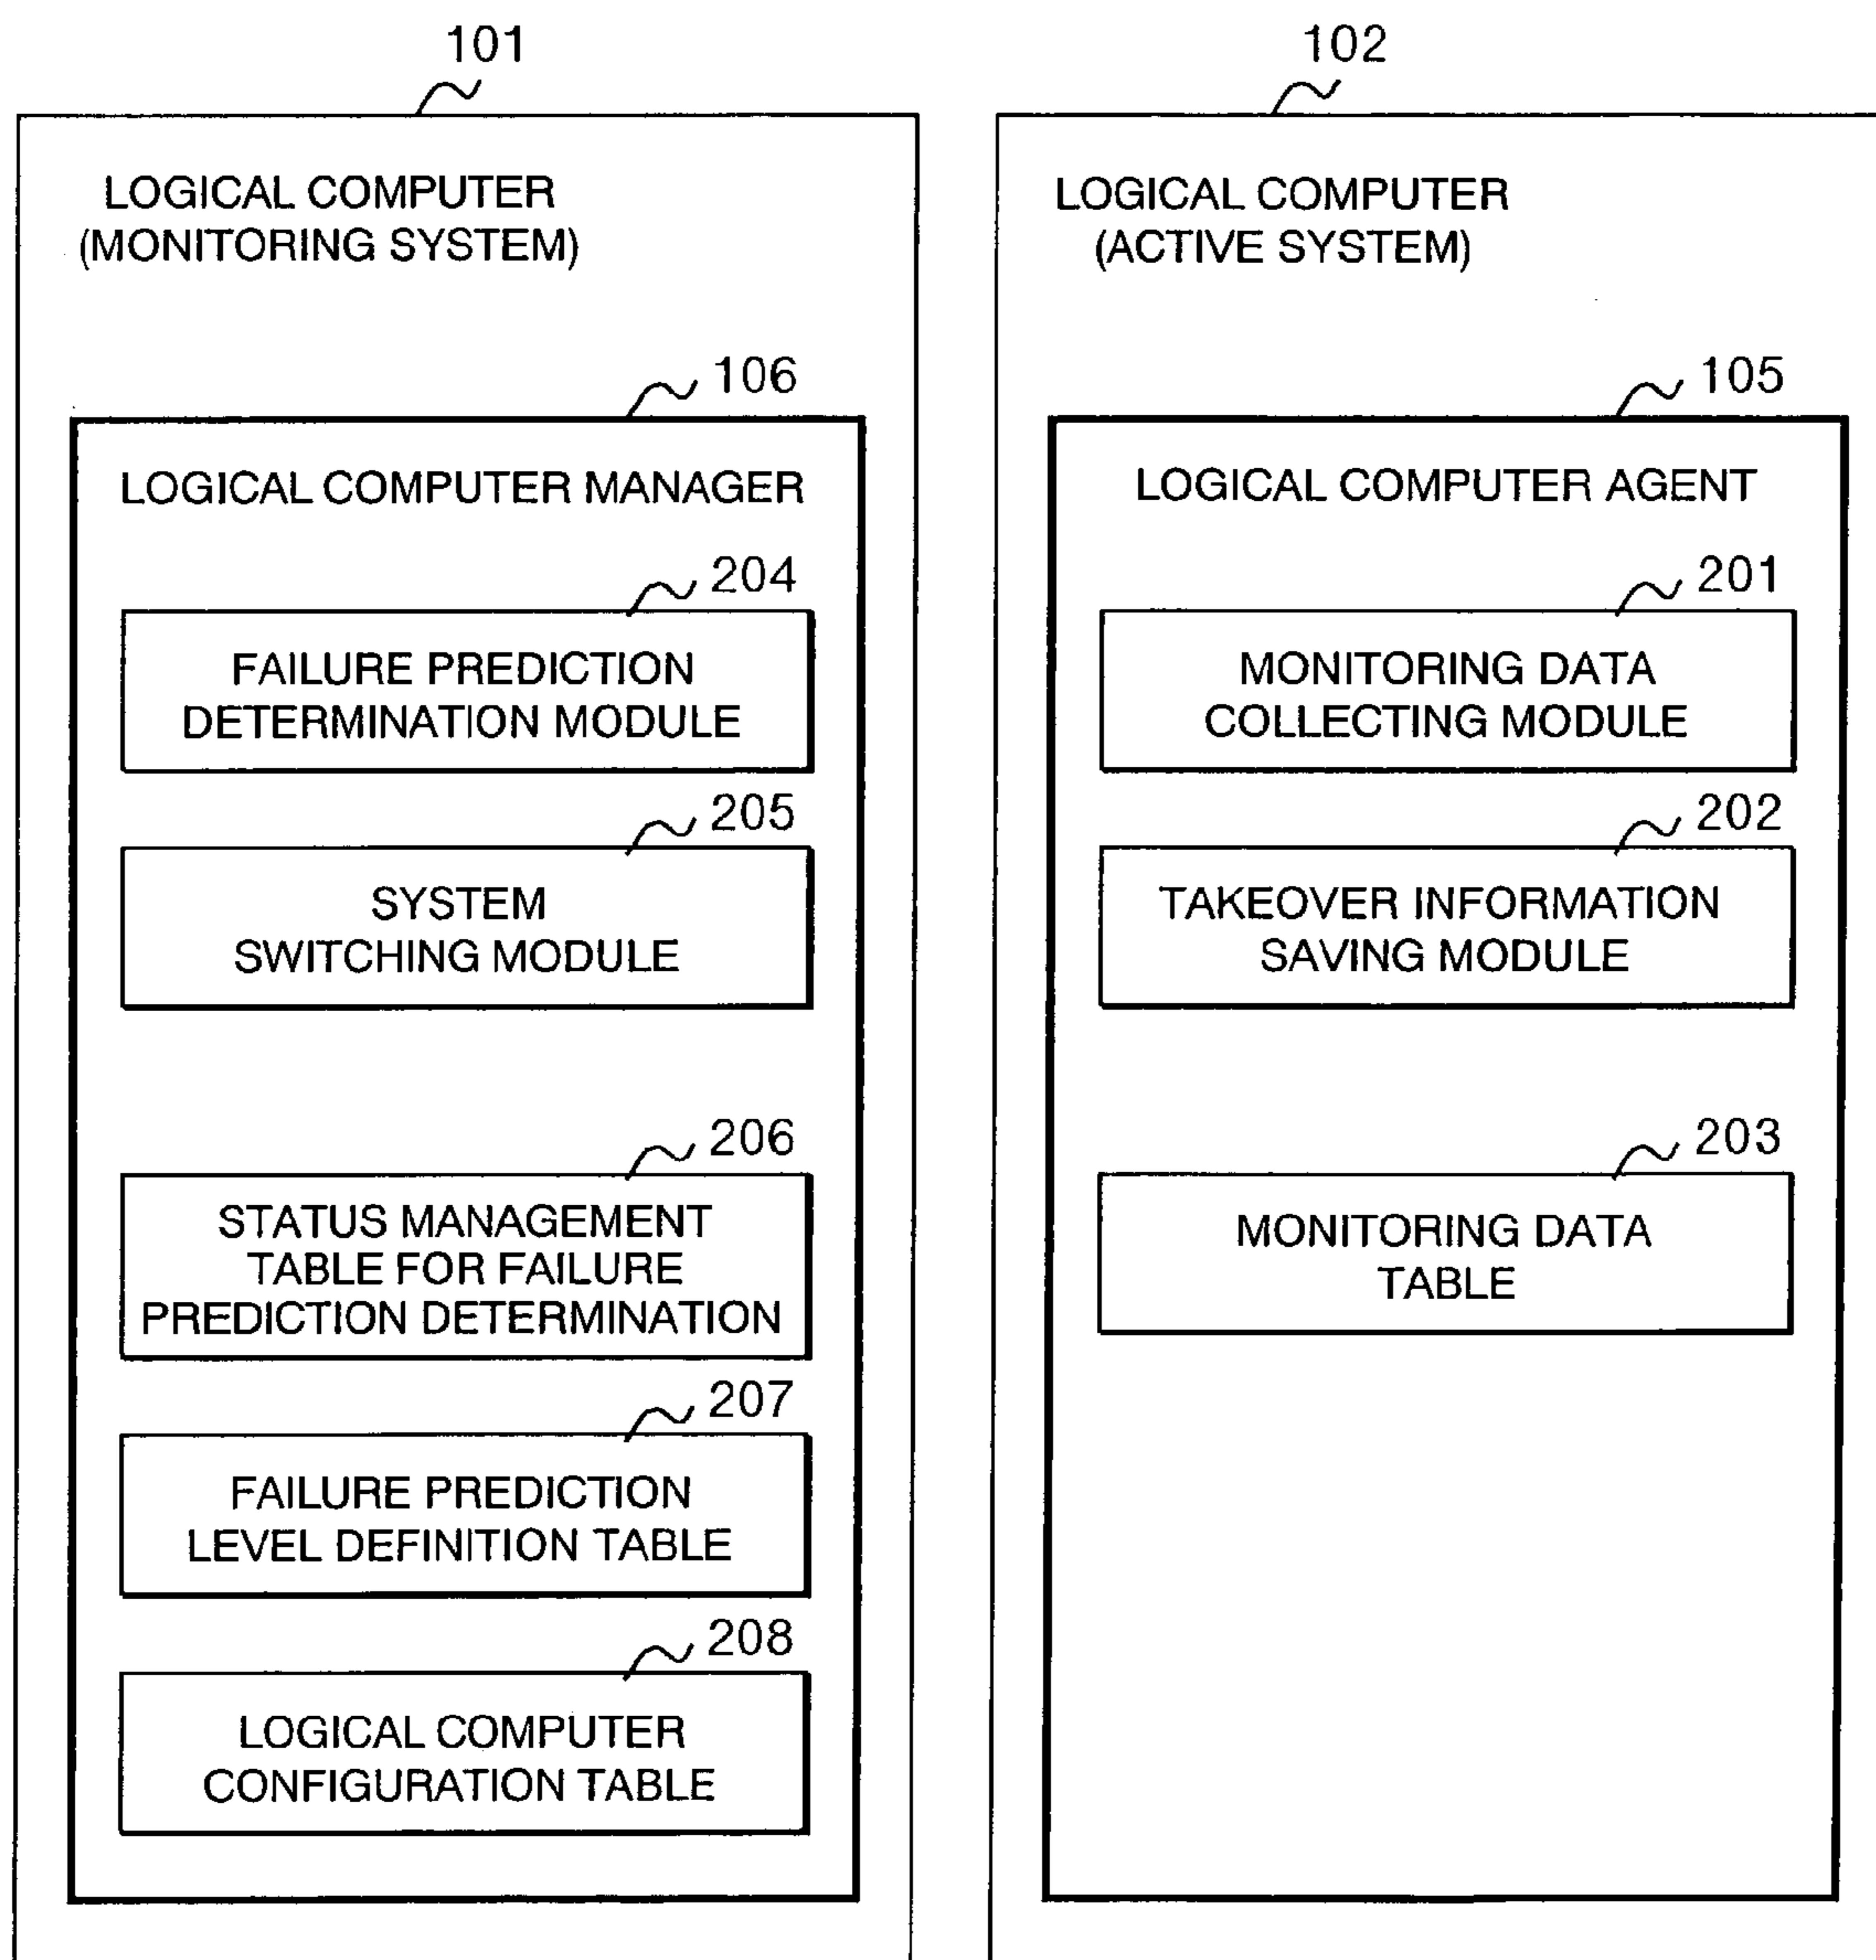 101
LOGICAL COMPUTER
(MONITORING SYSTEM)
106
LOGICAL COMPUTER MANAGER
204
FAILURE PREDICTION
DETERMINATION MODULE
205
SYSTEM
SWITCHING MODULE
206
STATUS MANAGEMENT
TABLE FOR FAILURE
PREDICTION DETERMINATION
207
FAILURE PREDICTION
LEVEL DEFINITION TABLE
208
LOGICAL COMPUTER
CONFIGURATION TABLE
102
LOGICAL COMPUTER
(ACTIVE SYSTEM)
105
LOGICAL COMPUTER AGENT
201
MONITORING DATA
COLLECTING MODULE
202
TAKEOVER INFORMATION
SAVING MODULE
203
MONITORING DATA
TABLE